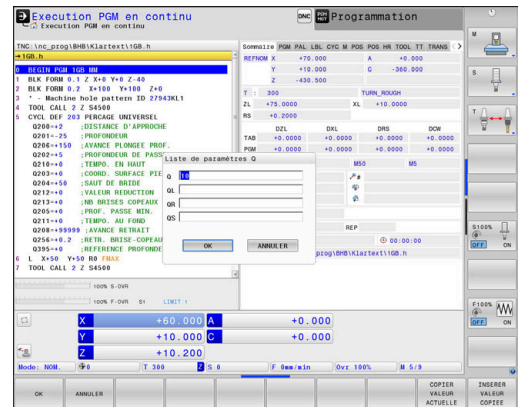 Execution PGM en continu
Execution PGM en continu
DNC
Programmation
TNC:\nc_prog\BHB\Klartext\1GB.h
→1GB.h
0 BEGIN PGM 1GB MM
1 BLK FORM 0.1 Z X+0 Y+0 Z-40
2 BLK FORM 0.2 X+100 Y+100 Z+0
3 * - Machine hole pattern ID 27943KL1
4 TOOL CALL 2 Z S4500
5 CYCL DEF 203 PERCAGE UNIVERSEL
Q200=+2 ;DISTANCE D'APPROCHE
Q201=-25 ;PROFONDEUR
Q206=+150 ;AVANCE PLONGEE PROF.
Q202=+5 ;PROFONDEUR DE PASS
Q210=+0 ;TEMPO. EN HAUT
Q203=+0 ;COORD. SURFACE PIE
Q204=+50 ;SAUT DE BRIDE
Q212=+0 ;VALEUR REDUCTION
Q213=+0 ;NB BRISES COPEAUX
Q205=+0 ;PROF. PASSE MIN.
Q211=+0 ;TEMPO. AU FOND
Q208=+99999 ;AVANCE RETRAIT
Q256=+0.2 ;RETR. BRISE-COPEAU
Q395=+0 ;REFERENCE PROFONDE
6 L X+50 Y+50 R0 FMAX
7 TOOL CALL 2 Z S4500
Sommaire PGM PAL LBL CYC M POS POS HR TOOL TT TRANS
REFNOM X +70.000 A +0.000
Y +10.000 C -360.000
Z -430.500
T : 300 TURN_ROUGH
ZL +75.0000 XL +10.0000
RS +0.2000
DZL DXL DRS DCW
TAB +0.0000 +0.0000 +0.0000 +0.0000
PGM +0.0000 +0.0000 +0.0000 +0.0000
M50 M5
REP
00:00:00
prog\BHB\Klartext\1GB.h
Liste de paramètres Q
Q 10
QL
QR
QS
OK ANNULER
100% S-OVR
100% F-OVR S1 LIMIT 1
X +60.000 A +0.000
Y +10.000 C +0.000
Z +10.200
Mode: NOM. T 300 Z S 0 F 0mm/min Ovr 100% M 5/9
M
S
T
S100%
OFF ON
F100%
OFF ON
OK
ANNULER
COPIER VALEUR ACTUELLE
INSERER VALEUR COPIEE